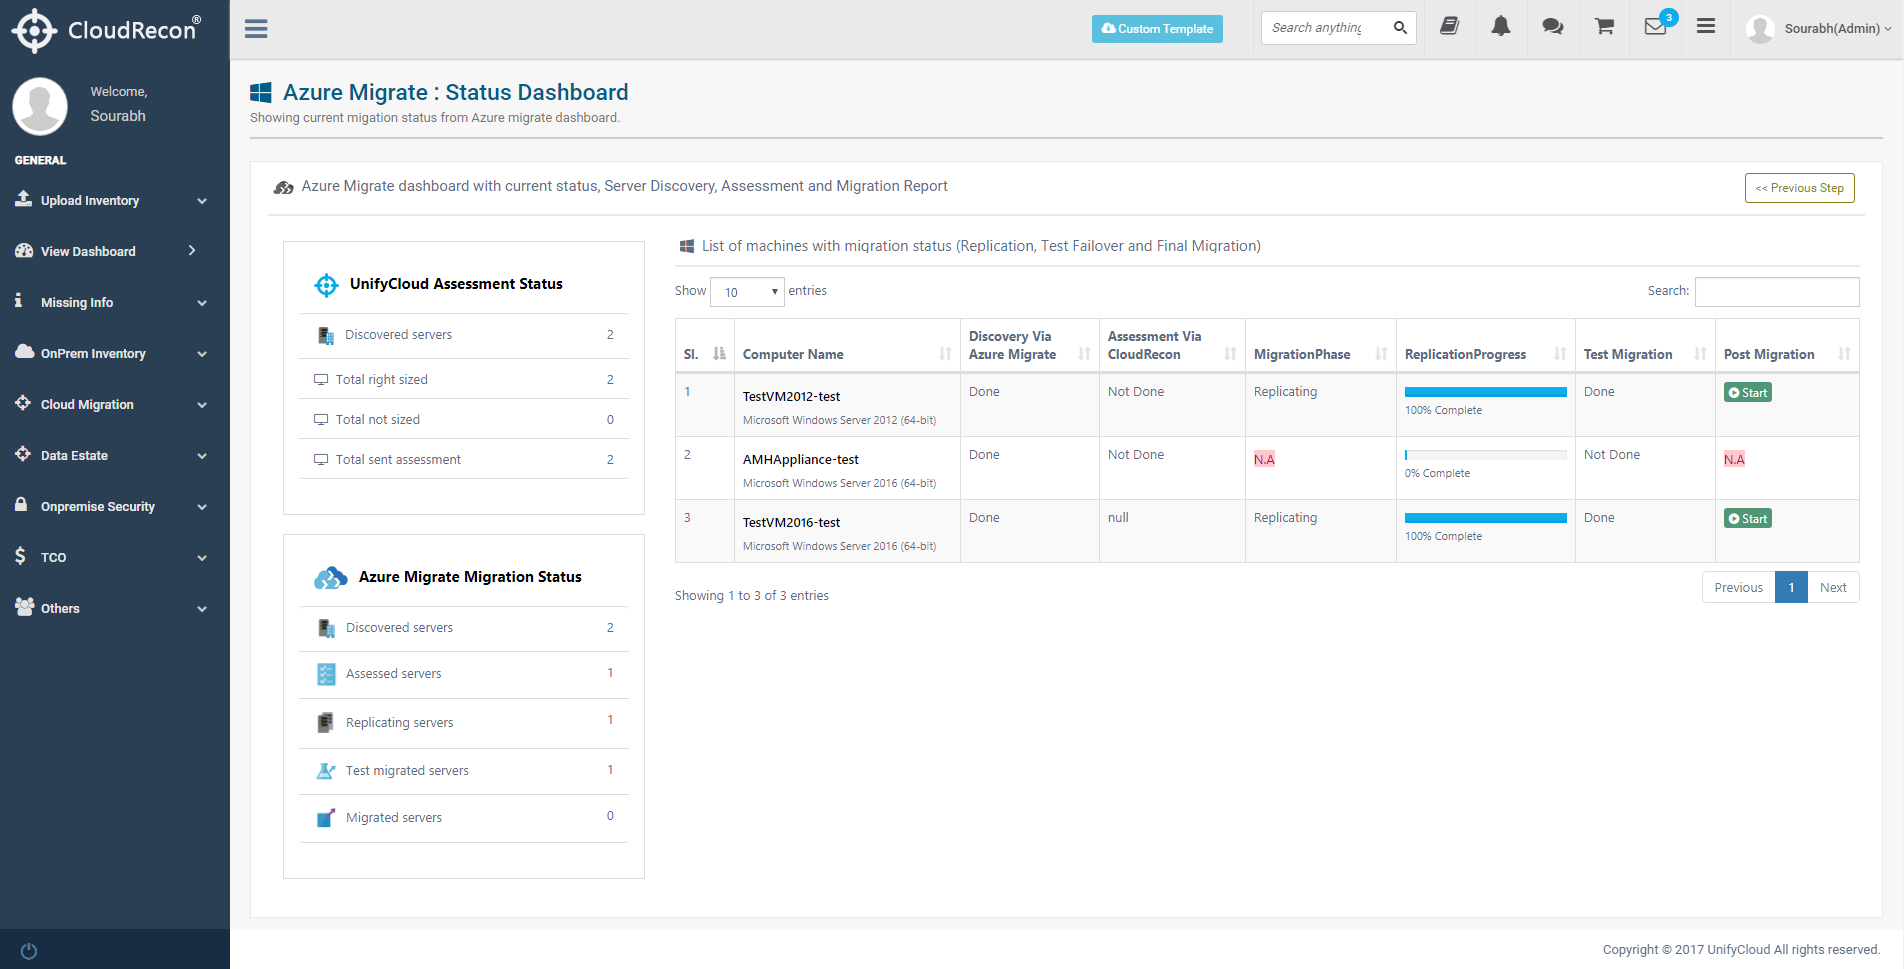 CloudRecon®
Custom Template
Search anything
3
Sourabh(Admin)
Welcome,
Sourabh
GENERAL
Upload Inventory
View Dashboard
Missing Info
OnPrem Inventory
Cloud Migration
Data Estate
Onpremise Security
TCO
Others
Azure Migrate : Status Dashboard
Showing current migation status from Azure migrate dashboard.
Azure Migrate dashboard with current status, Server Discovery, Assessment and Migration Report
<< Previous Step
UnifyCloud Assessment Status
Discovered servers 2
Total right sized 2
Total not sized 0
Total sent assessment 2
Azure Migrate Migration Status
Discovered servers 2
Assessed servers 1
Replicating servers 1
Test migrated servers 1
Migrated servers 0
List of machines with migration status (Replication, Test Failover and Final Migration)
Show 10 entries
Search:
Sl. Computer Name Discovery Via Azure Migrate Assessment Via CloudRecon MigrationPhase ReplicationProgress Test Migration Post Migration
1 TestVM2012-test Done Not Done Replicating Done Start
Microsoft Windows Server 2012 (64-bit) 100% Complete
2 AMHAppliance-test Done Not Done N.A Not Done N.A
Microsoft Windows Server 2016 (64-bit) 0% Complete
3 TestVM2016-test Done null Replicating Done Start
Microsoft Windows Server 2016 (64-bit) 100% Complete
Showing 1 to 3 of 3 entries
Previous 1 Next
Copyright © 2017 UnifyCloud All rights reserved.